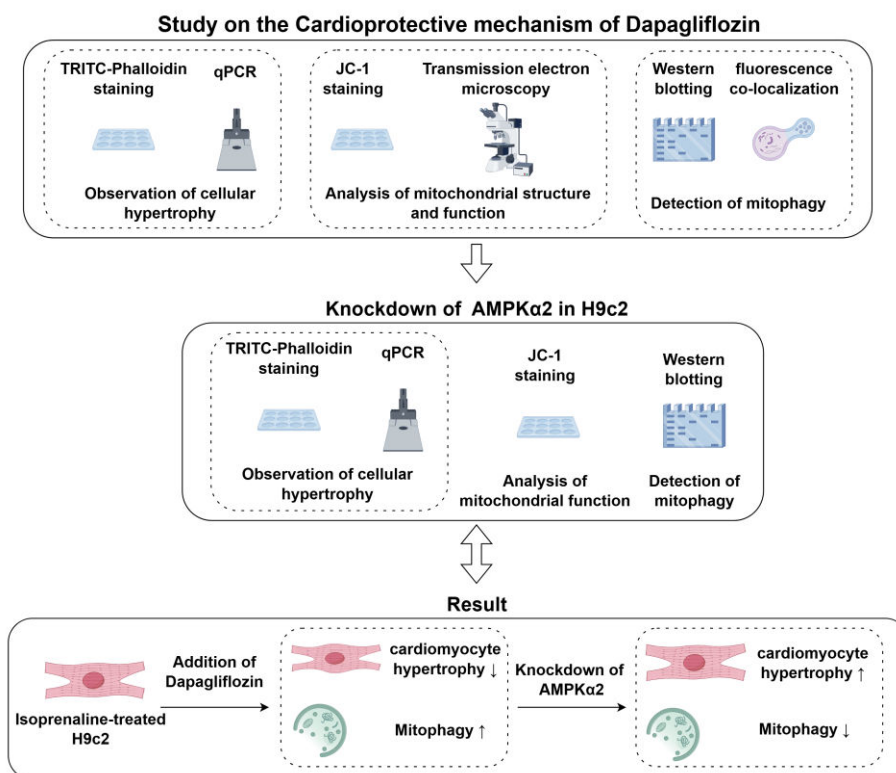 Study on the Cardioprotective mechanism of Dapagliflozin
TRITC-Phalloidin
staining
qPCR
Observation of cellular
hypertrophy
JC-1
staining
Transmission electron
microscopy
Analysis of mitochondrial structure
and function
Western
blotting
fluorescence
co-localization
Detection of mitophagy
Knockdown of AMPKα2 in H9c2
TRITC-Phalloidin
staining
qPCR
Observation of cellular
hypertrophy
JC-1
staining
Analysis of
mitochondrial function
Western
blotting
Detection of
mitophagy
Result
Isoprenaline-treated
H9c2
Addition of
Dapagliflozin
cardiomyocyte
hypertrophy ↓
Mitophagy ↑
Knockdown of
AMPKα2
cardiomyocyte
hypertrophy ↑
Mitophagy ↓